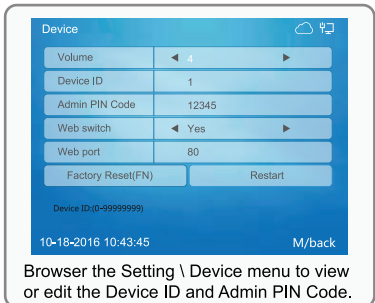 Device
Volume ◀ 4 ▶
Device ID 1
Admin PIN Code 12345
Web switch ◀ Yes ▶
Web port 80
Factory Reset(FN) Restart
Device ID:(0-99999999)
10-18-2016 10:43:45 M/back
Browser the Setting \ Device menu to view
or edit the Device ID and Admin PIN Code.